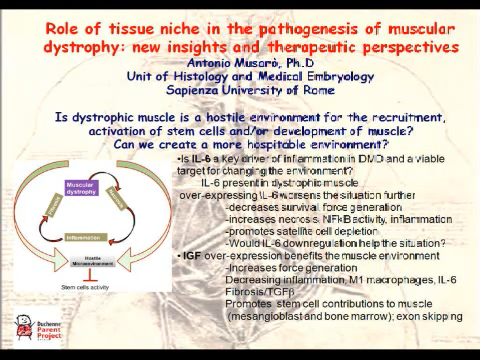 Role of tissue niche in the pathogenesis of muscular
dystrophy: new insights and therapeutic perspectives
Antonio Musarò, Ph.D
Unit of Histology and Medical Embryology
Sapienza University of Rome
Is dystrophic muscle is a hostile environment for the recruitment,
activation of stem cells and/or development of muscle?
Can we create a more hospitable environment?
•Is IL-6 a key driver of inflammation in DMD and a viable
target for changing the environment?
IL-6 present in dystrophic muscle
over-expressing IL-6 worsens the situation further
-decreases survival, force generation
-increases necrosis, NFkB activity, inflammation
-promotes satellite cell depletion
-Would IL-6 downregulation help the situation?
• IGF over-expression benefits the muscle environment
-Increases force generation
Decreasing inflammation, M1 macrophages, IL-6
Fibrosis/TGFβ
Promotes stem cell contributions to muscle
(mesangioblast and bone marrow); exon skipping
Muscular
dystrophy
Inflammation
Hostile
Microenvironment
Stem cells activity
Duchenne
Parent
Project